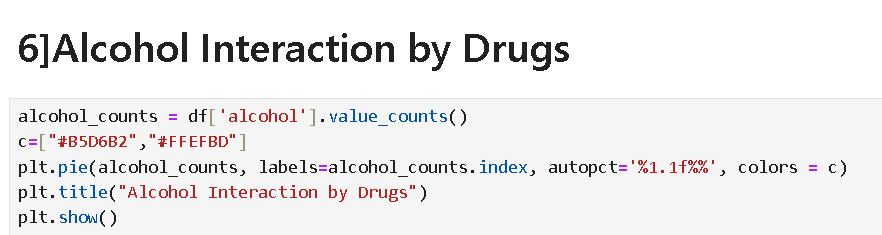 6]Alcohol Interaction by Drugs
alcohol_counts = df['alcohol'].value_counts()
c=["#B5D6B2","#FFEFBD"]
plt.pie(alcohol_counts, labels=alcohol_counts.index, autopct='%1.1f%%', colors = c)
plt.title("Alcohol Interaction by Drugs")
plt.show()